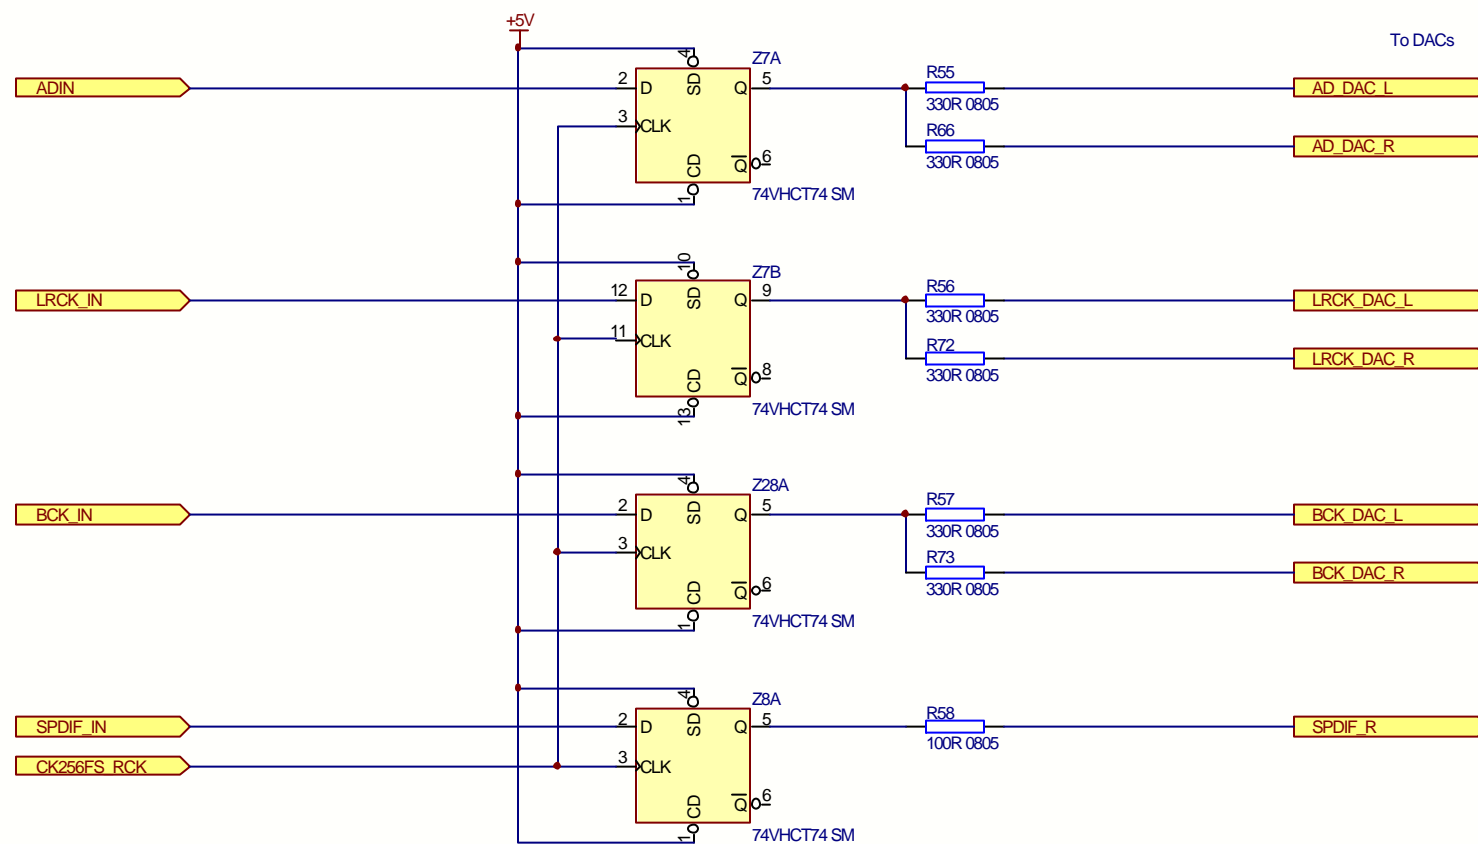 +5V
To DACs
ADIN
4
Z7A
2
D
SD
Q
5
R55
330R 0805
AD_DAC_L
3
CLK
R66
330R 0805
AD_DAC_R
CD
Q
6
1
74VHCT74 SM
LRCK_IN
10
Z7B
12
D
SD
Q
9
R56
330R 0805
LRCK_DAC_L
11
CLK
R72
330R 0805
LRCK_DAC_R
CD
Q
8
13
74VHCT74 SM
BCK_IN
4
Z28A
2
D
SD
Q
5
R57
330R 0805
BCK_DAC_L
3
CLK
R73
330R 0805
BCK_DAC_R
CD
Q
6
1
74VHCT74 SM
SPDIF_IN
4
Z8A
2
D
SD
Q
5
R58
100R 0805
SPDIF_R
CK256FS_RCK
3
CLK
CD
Q
6
1
74VHCT74 SM